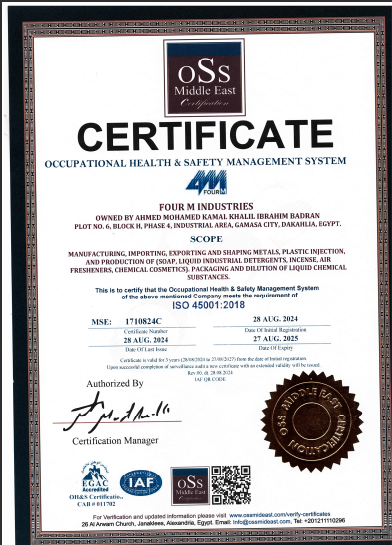 oSs
Middle East
Certification
CERTIFICATE
OCCUPATIONAL HEALTH & SAFETY MANAGEMENT SYSTEM
4M
FOUR M
FOUR M INDUSTRIES
OWNED BY AHMED MOHAMED KAMAL KHALIL IBRAHIM BADRAN
PLOT NO. 6, BLOCK H, PHASE 4, INDUSTRIAL AREA, GAMASA CITY, DAKAHLIA, EGYPT.
SCOPE
MANUFACTURING, IMPORTING, EXPORTING AND SHAPING METALS, PLASTIC INJECTION,
AND PRODUCTION OF (SOAP, LIQUID INDUSTRIAL DETERGENTS, INCENSE, AIR
FRESHENERS, CHEMICAL COSMETICS). PACKAGING AND DILUTION OF LIQUID CHEMICAL
SUBSTANCES.
This is to certify that the Occupational Health & Safety Management System
of the above mentioned Company meets the requirement of
ISO 45001:2018
MSE: 1710824C 28 AUG. 2024
Certificate Number Date Of Initial Registration
28 AUG. 2024 27 AUG. 2025
Date Of Last Issue Date Of Expiry
Certificate is valid for 3 years (28/08/2024 to 27/08/2027) from the date of Initial registration
Upon successful completion of surveillance audit a new certificate with an extended validity will be issued
Rev 00, dt. 28.08.2024
IAF QR CODE
Authorized By
Certification Manager
OSS MIDDLE EAST CERTIFICATION
EGAC
Accredited
OH&S Certificatio..
CAB # 011702
IAF
oSs
Middle East
For Verification and updated information please visit www.ossmideast.com/verify-certificates
26 Al Arwam Church, Janaklees, Alexandria, Egypt. Email: Info@ossmideast.com, Tel: +201211110296